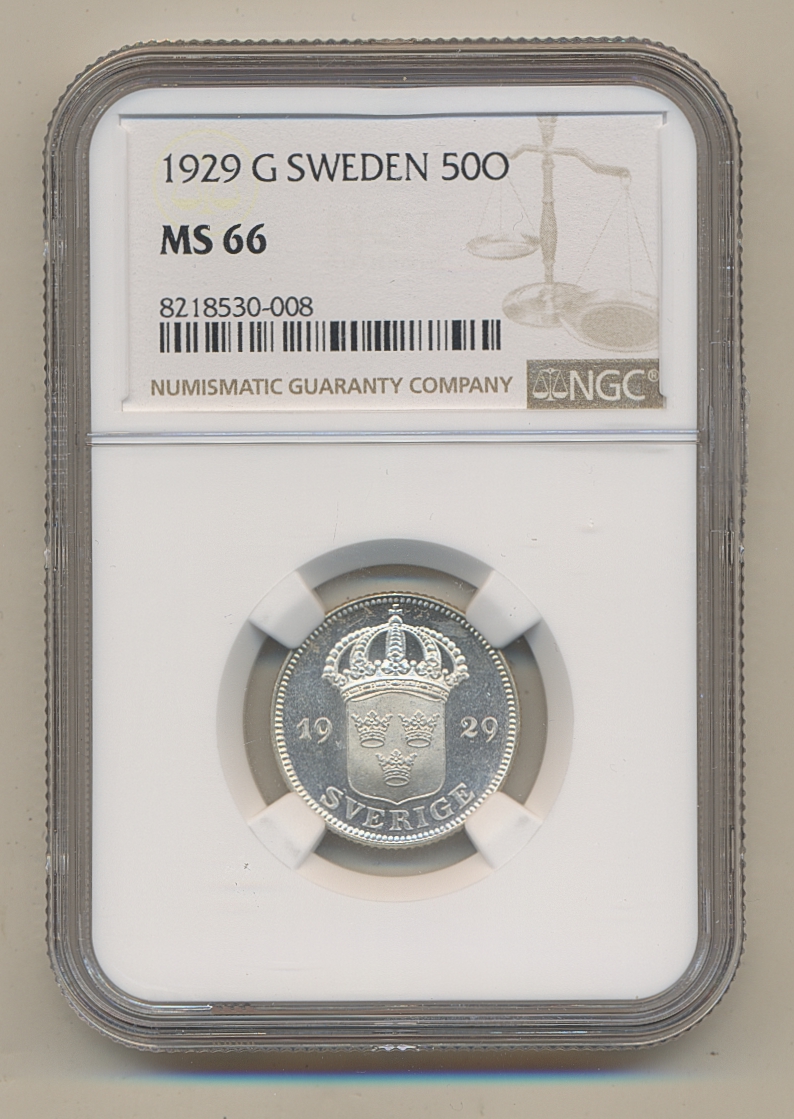 1929 G SWEDEN 50O
MS 66
8218530-008
NUMISMATIC GUARANTY COMPANY
NGC®
19 29
SVERIGE